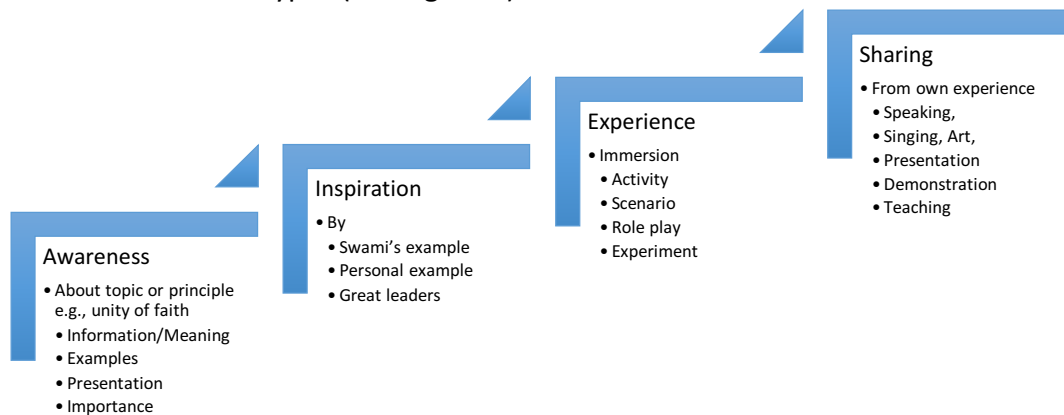 Awareness
• About topic or principle
e.g., unity of faith
• Information/Meaning
• Examples
• Presentation
• Importance
Inspiration
• By
• Swami's example
• Personal example
• Great leaders
Experience
• Immersion
• Activity
• Scenario
• Role play
• Experiment
Sharing
• From own experience
• Speaking,
• Singing, Art,
• Presentation
• Demonstration
• Teaching